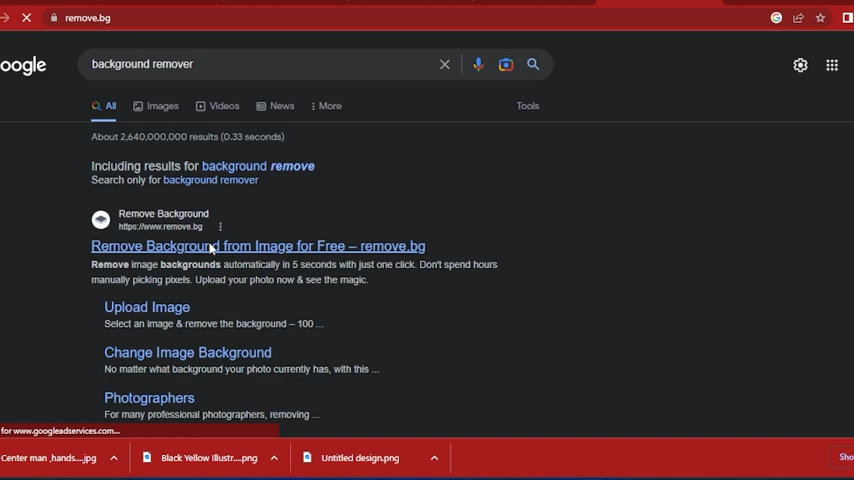 remove.bg
oogle
background remover
All Images Videos News More Tools
About 2,640,000,000 results (0.33 seconds)
Including results for background remove
Search only for background remover
Remove Background
https://www.remove.bg
Remove Background from Image for Free – remove.bg
Remove image backgrounds automatically in 5 seconds with just one click. Don't spend hours
manually picking pixels. Upload your photo now & see the magic.
Upload Image
Select an image & remove the background – 100 ...
Change Image Background
No matter what background your photo currently has, with this ...
Photographers
For many professional photographers, removing ...
for www.googleadservices.com...
Center man ,hands....jpg Black Yellow Illustr....png Untitled design.png Sho